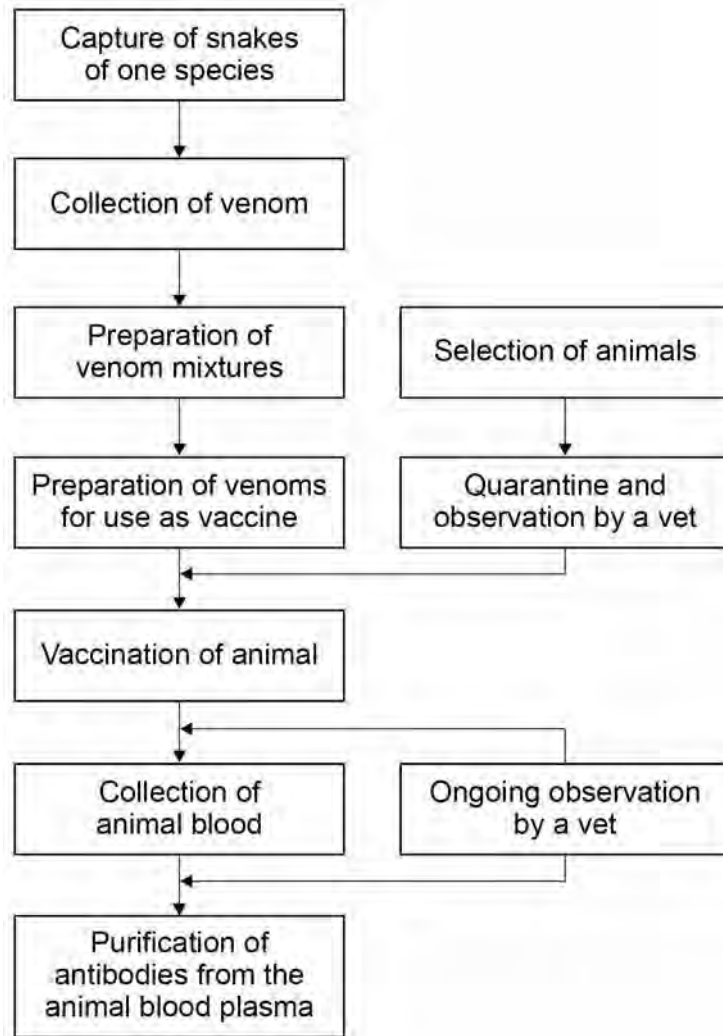 Capture of snakes
of one species
Collection of venom
Preparation of
venom mixtures
Selection of animals
Preparation of venoms
for use as vaccine
Quarantine and
observation by a vet
Vaccination of animal
Collection of
animal blood
Ongoing observation
by a vet
Purification of
antibodies from the
animal blood plasma